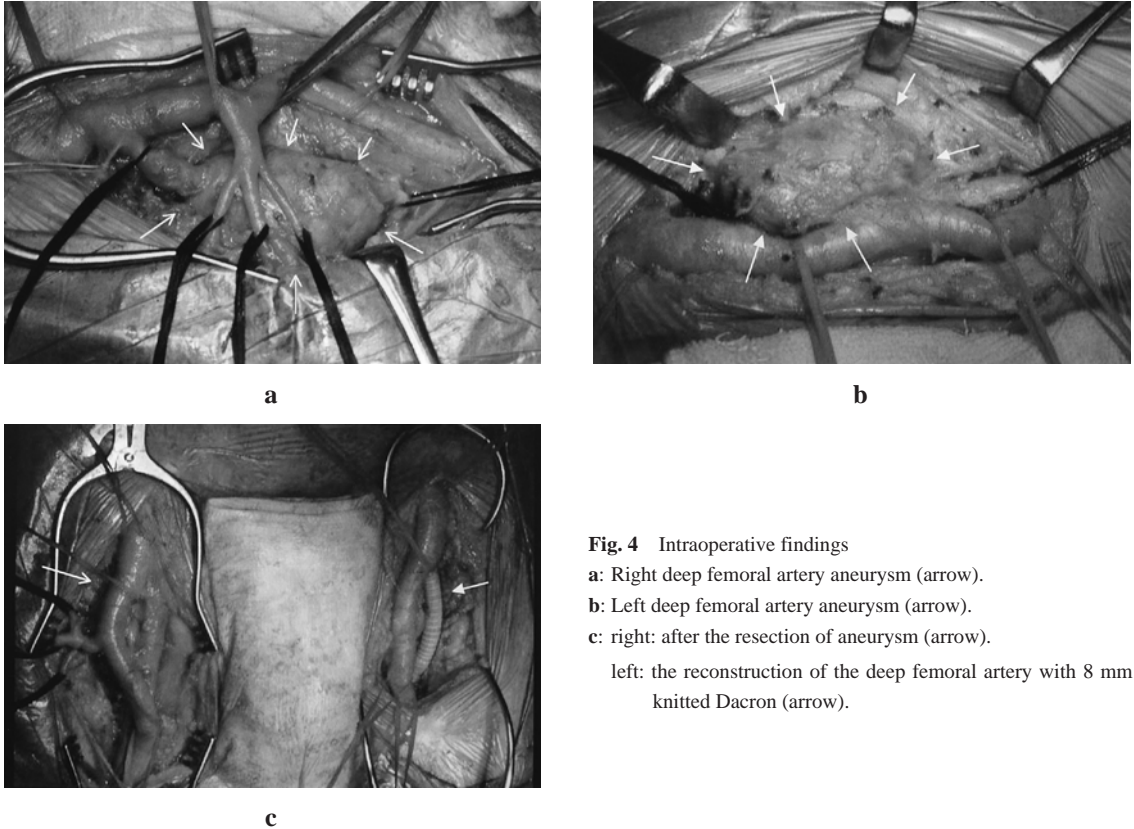 a
b
c
Fig. 4 Intraoperative findings
a: Right deep femoral artery aneurysm (arrow).
b: Left deep femoral artery aneurysm (arrow).
c: right: after the resection of aneurysm (arrow).
left: the reconstruction of the deep femoral artery with 8 mm
knitted Dacron (arrow).